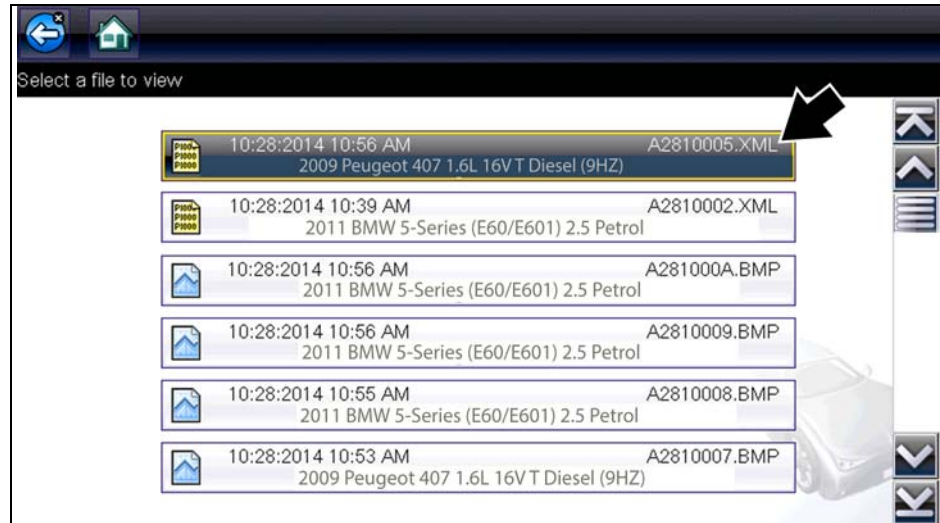 Select a file to view
10:28:2014 10:56 AM A2810005.XML
2009 Peugeot 407 1.6L 16V T Diesel (9HZ)
10:28:2014 10:39 AM A2810002.XML
2011 BMW 5-Series (E60/E601) 2.5 Petrol
10:28:2014 10:56 AM A281000A.BMP
2011 BMW 5-Series (E60/E601) 2.5 Petrol
10:28:2014 10:56 AM A2810009.BMP
2011 BMW 5-Series (E60/E601) 2.5 Petrol
10:28:2014 10:55 AM A2810008.BMP
2011 BMW 5-Series (E60/E601) 2.5 Petrol
10:28:2014 10:53 AM A2810007.BMP
2009 Peugeot 407 1.6L 16V T Diesel (9HZ)